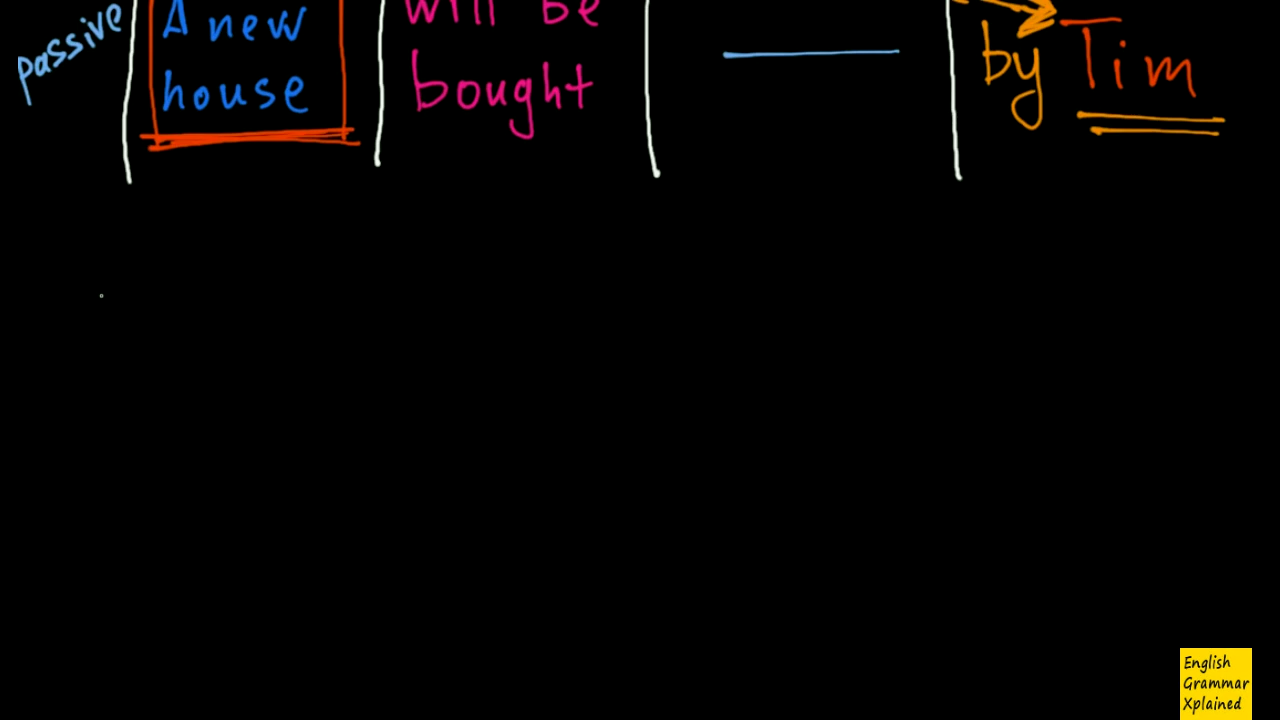 passive
A new
house
will be
bought
by Tim
English
Grammar
Xplained